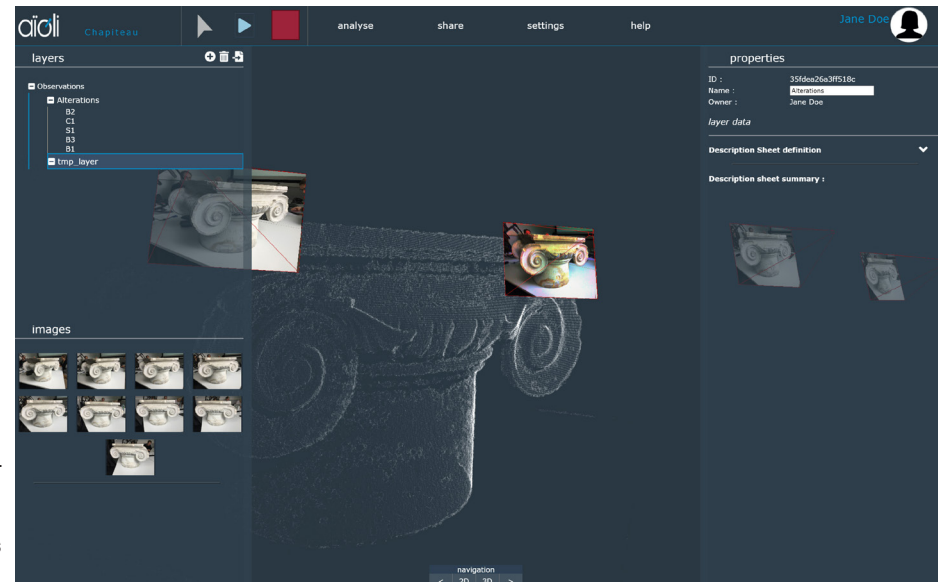 aïoli Chapiteau analyse share settings help Jane Doe
layers
Observations
Alterations
B2
C1
S1
B3
B1
tmp_layer
images
navigation
< 2D 3D >
properties
ID : 35fdea26a3ff518c
Name : Alterations
Owner : Jane Doe
layer data
Description Sheet definition
Description sheet summary :